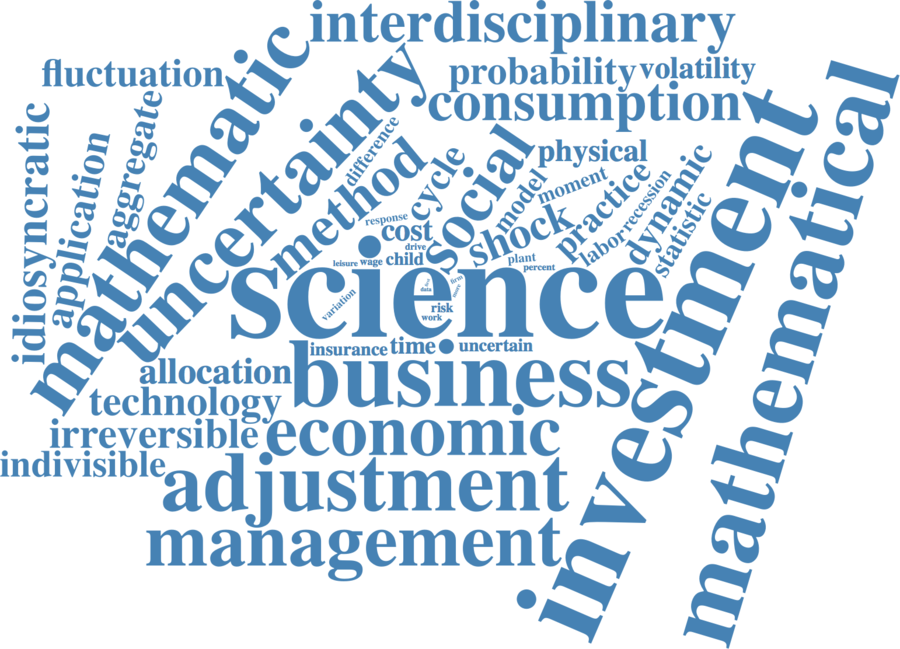 interdisciplinary
fluctuation
probability
volatility
consumption
mathematic
uncertainty
idiosyncratic
application
aggregate
difference
method
cycle
social
physical
model
moment
practice
recession
labor
dynamic
statistic
response
cost
shock
drive
leisure
wage
child
plant
percent
science
variation
data
firm
risk
work
investment
mathematical
insurance
time
uncertain
allocation
business
technology
irreversible
economic
indivisible
adjustment
management